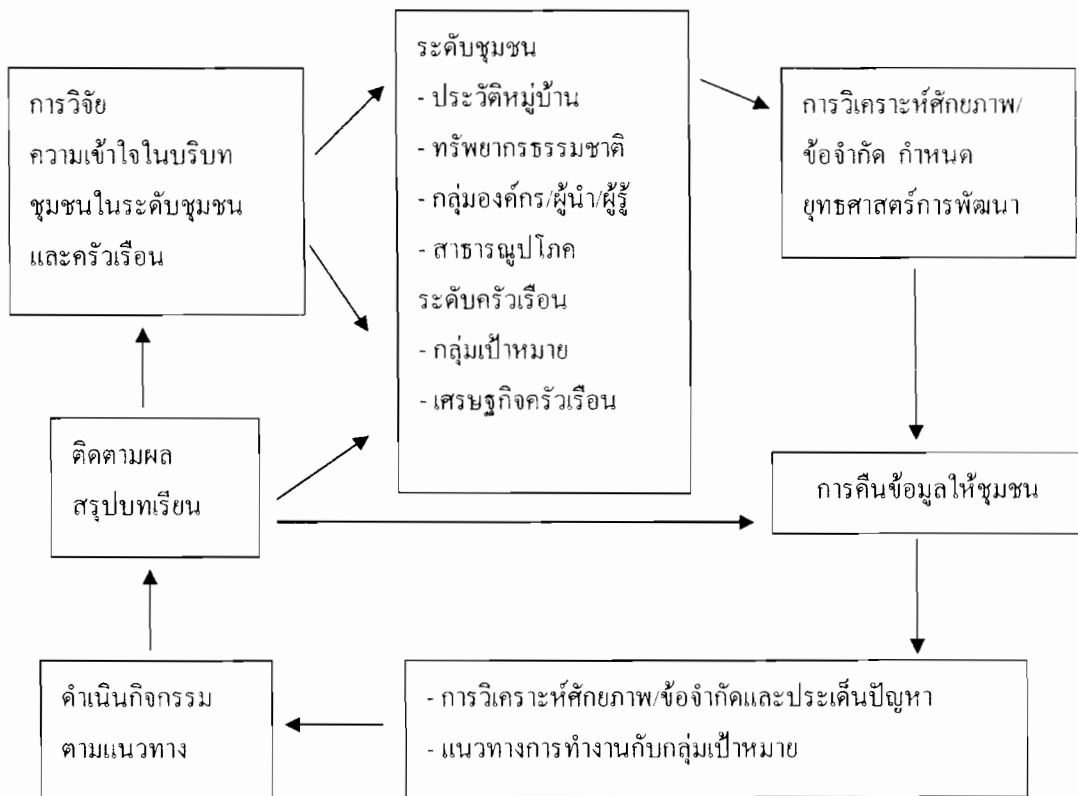 การวิจัย
ความเข้าใจในบริบท
ชุมชนในระดับชุมชน
และครัวเรือน
ระดับชุมชน
- ประวัติหมู่บ้าน
- ทรัพยากรธรรมชาติ
- กลุ่มองค์กร/ผู้นำ/ผู้รู้
- สาธารณูปโภค
ระดับครัวเรือน
- กลุ่มเป้าหมาย
- เศรษฐกิจครัวเรือน
การวิเคราะห์ศักยภาพ/
ข้อจำกัด กำหนด
ยุทธศาสตร์การพัฒนา
การคืนข้อมูลให้ชุมชน
- การวิเคราะห์ศักยภาพ/ข้อจำกัดและประเด็นปัญหา
- แนวทางการทำงานกับกลุ่มเป้าหมาย
ดำเนินกิจกรรม
ตามแนวทาง
ติดตามผล
สรุปบทเรียน